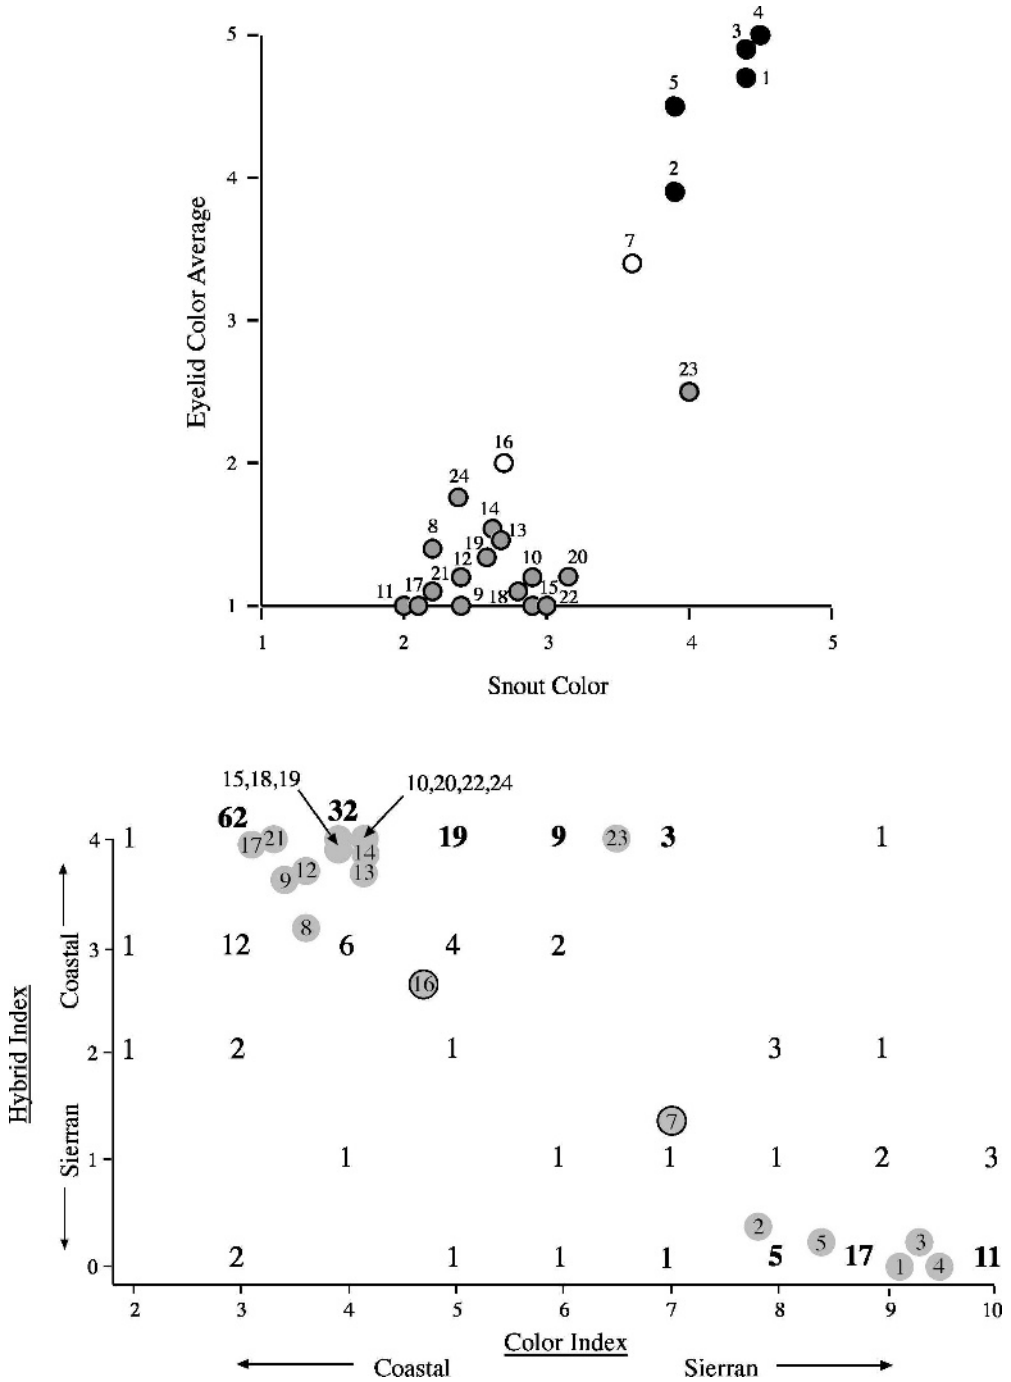 4
5
3
1
5
4
2
7
3
23
16
2
24
14
8
13
19
12
10
20
21
11
17
9
18
15
22
1
1 2 3 4 5
Eyelid Color Average
Snout Color
15,18,19
10,20,22,24
62 32
4 1 17 21 14 19 9 23 3 1
9 12 13
8
3 1 12 6 4 2
16
2 1 2 1 3 1
7
1 1 1 1 1 2 3
2 5 3
0 2 1 1 1 5 17 1 4 11
2 3 4 5 6 7 8 9 10
Hybrid Index
Coastal
Sierran
Color Index
Coastal Sierran